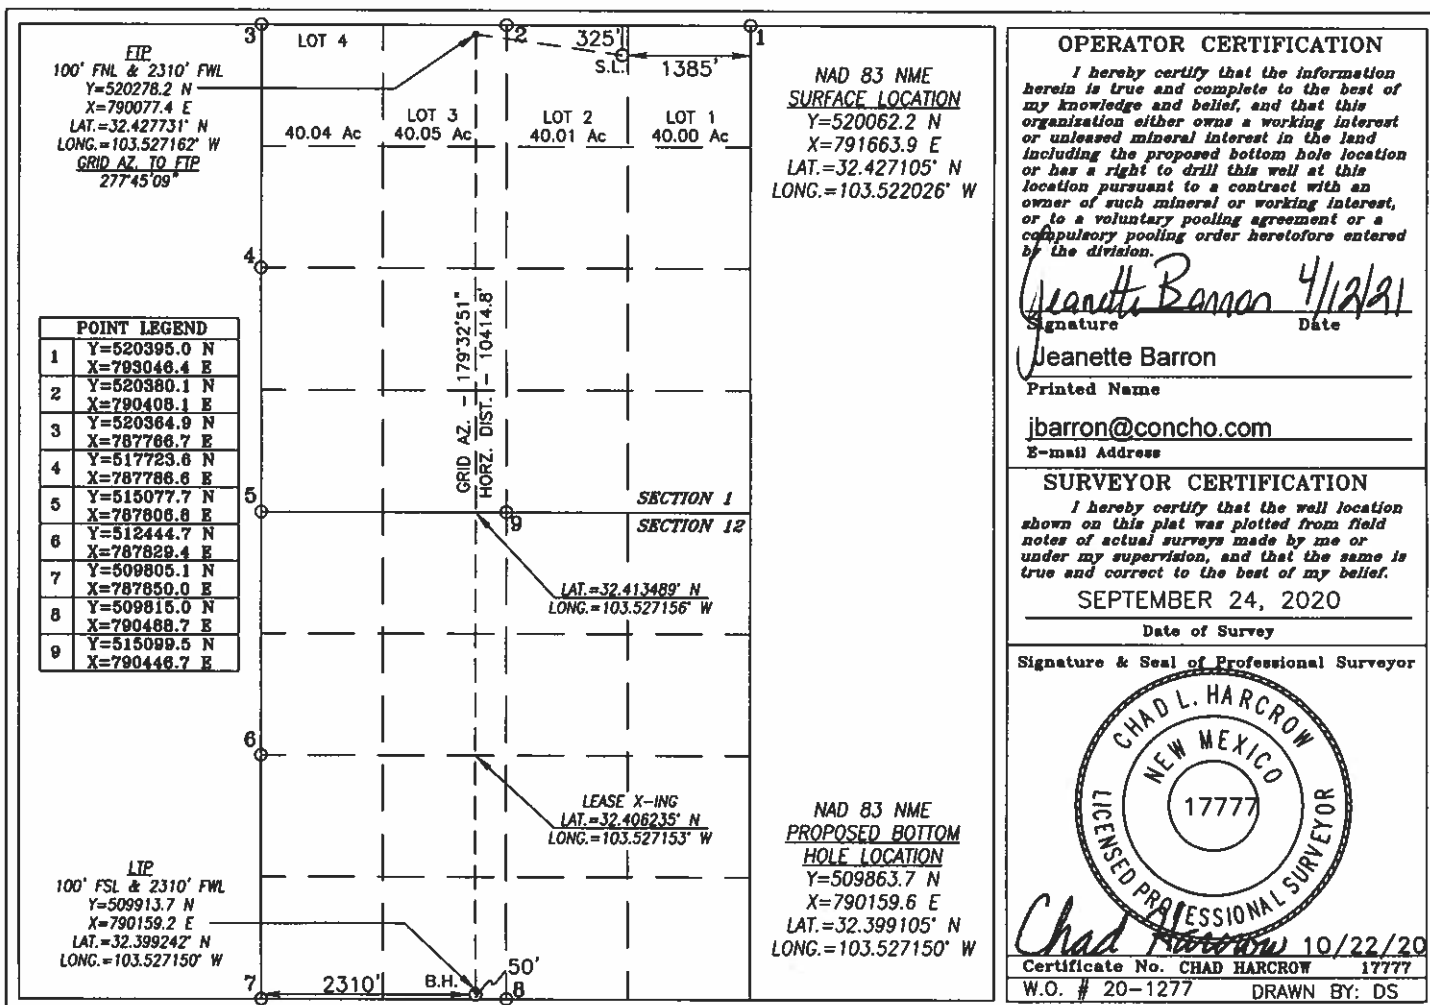 3
LOT 4
2
325'
S.L.
1385'
1
FTP
100' FNL & 2310' FWL
Y=520278.2 N
X=790077.4 E
LAT.=32.427731° N
LONG.=103.527162° W
GRID AZ. TO FTP
277°45'09"
40.04 Ac
LOT 3
40.05 Ac
LOT 2
40.01 Ac
LOT 1
40.00 Ac
NAD 83 NME
SURFACE LOCATION
Y=520062.2 N
X=791663.9 E
LAT.=32.427105° N
LONG.=103.522026° W
4
GRID AZ. - 179°32'51"
HORZ. DIST. - 10414.8'
POINT LEGEND
1 Y=520395.0 N
X=793046.4 E
2 Y=520380.1 N
X=790408.1 E
3 Y=520364.9 N
X=787766.7 E
4 Y=517723.6 N
X=787786.6 E
5 Y=515077.7 N
X=787806.8 E
6 Y=512444.7 N
X=787829.4 E
7 Y=509805.1 N
X=787850.0 E
8 Y=509815.0 N
X=790488.7 E
9 Y=515099.5 N
X=790446.7 E
5
9
SECTION 1
SECTION 12
LAT.=32.413489° N
LONG.=103.527156° W
6
LEASE X-ING
LAT.=32.406235° N
LONG.=103.527153° W
NAD 83 NME
PROPOSED BOTTOM
HOLE LOCATION
Y=509863.7 N
X=790159.6 E
LAT.=32.399105° N
LONG.=103.527150° W
LTP
100' FSL & 2310' FWL
Y=509913.7 N
X=790159.2 E
LAT.=32.399242° N
LONG.=103.527150° W
7
2310'
B.H.
50'
8
OPERATOR CERTIFICATION
I hereby certify that the information
herein is true and complete to the best of
my knowledge and belief, and that this
organization either owns a working interest
or unleased mineral interest in the land
including the proposed bottom hole location
or has a right to drill this well at this
location pursuant to a contract with an
owner of such mineral or working interest,
or to a voluntary pooling agreement or a
compulsory pooling order heretofore entered
by the division.
Jeanette Barron 4/12/21
Signature Date
Jeanette Barron
Printed Name
jbarron@concho.com
E-mail Address
SURVEYOR CERTIFICATION
I hereby certify that the well location
shown on this plat was plotted from field
notes of actual surveys made by me or
under my supervision, and that the same is
true and correct to the best of my belief.
SEPTEMBER 24, 2020
Date of Survey
Signature & Seal of Professional Surveyor
CHAD L. HARCROW
NEW MEXICO
17777
LICENSED PROFESSIONAL SURVEYOR
Chad Harcrow 10/22/20
Certificate No. CHAD HARCROW 17777
W.O. # 20-1277 DRAWN BY: DS